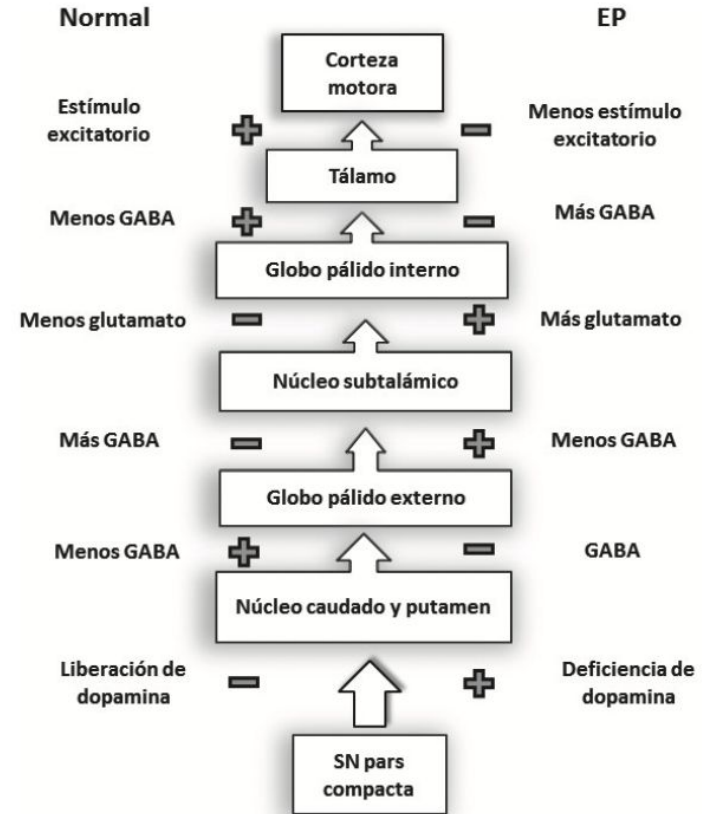 Normal
EP
Corteza
motora
Estímulo
excitatorio
Menos estímulo
excitatorio
Tálamo
Menos GABA
Más GABA
Globo pálido interno
Menos glutamato
Más glutamato
Núcleo subtalámico
Más GABA
Menos GABA
Globo pálido externo
Menos GABA
GABA
Núcleo caudado y putamen
Liberación de
dopamina
Deficiencia de
dopamina
SN pars
compacta